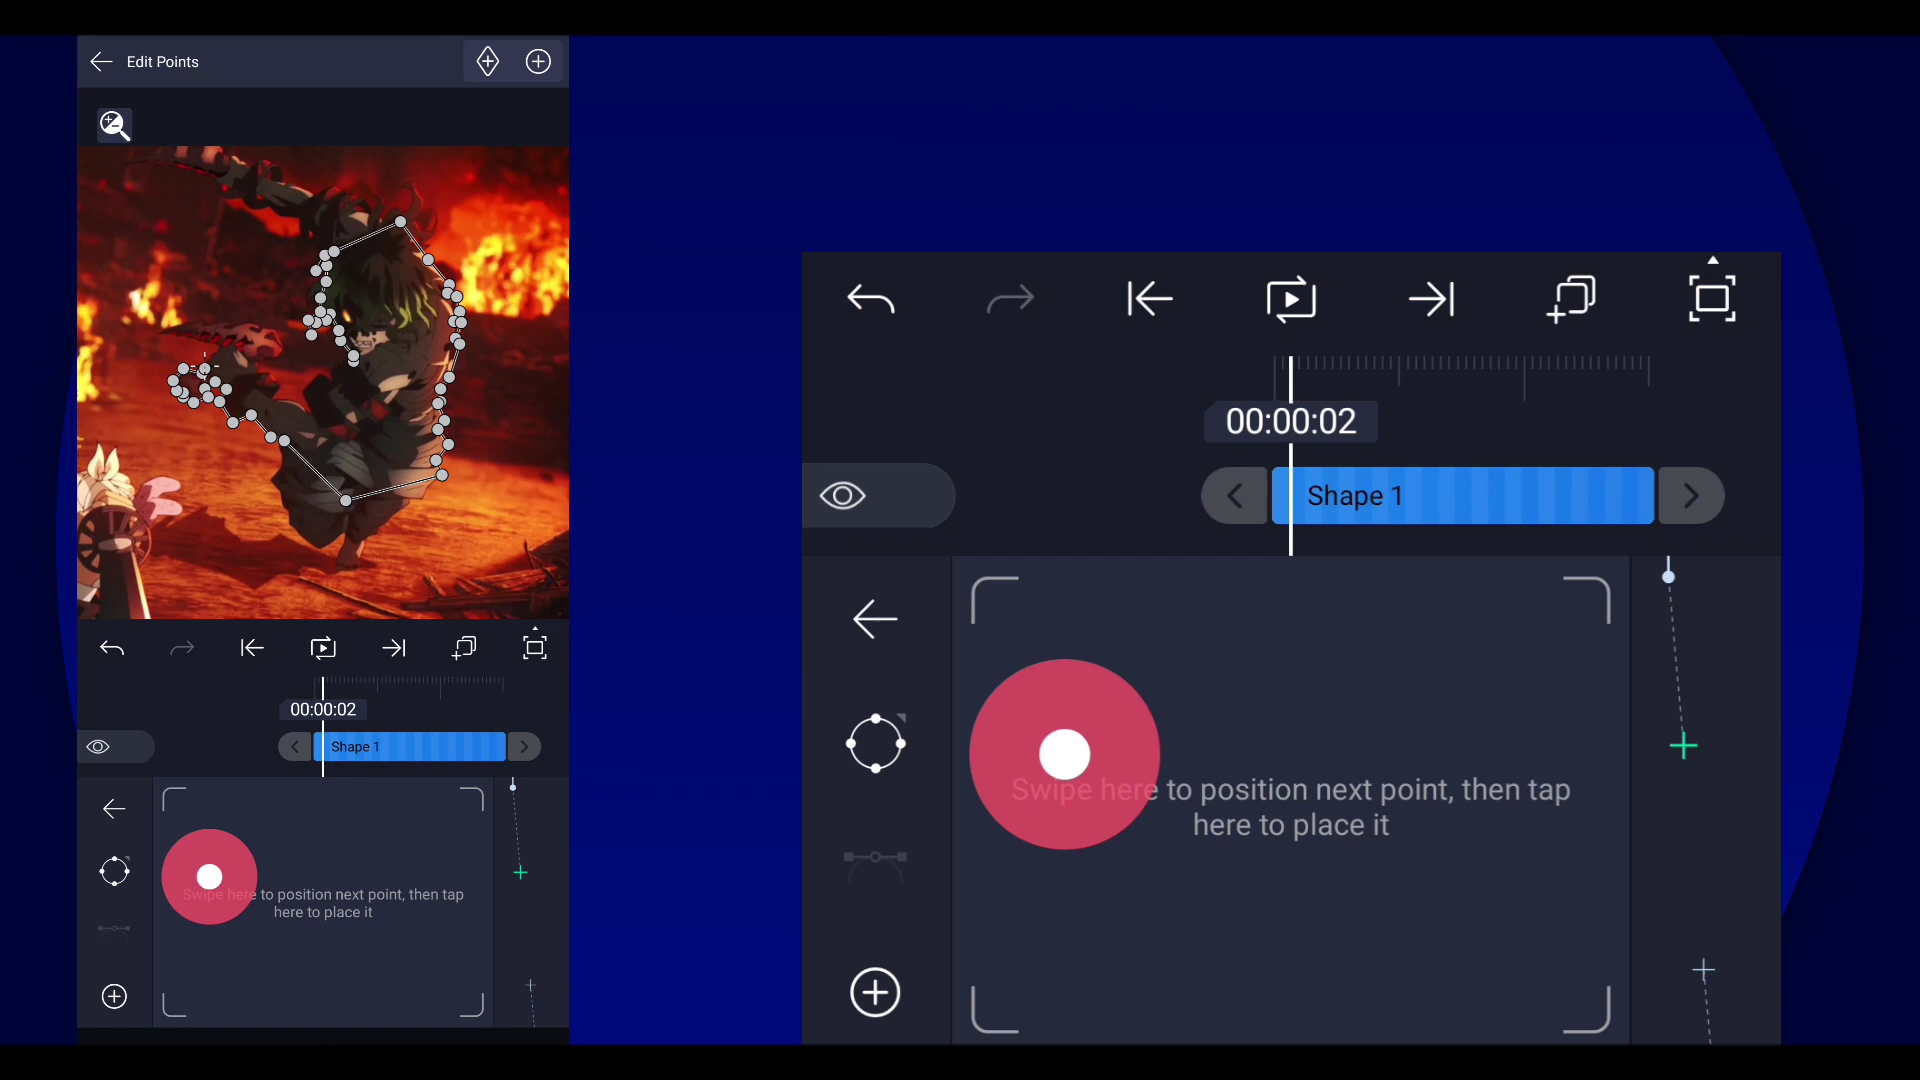 Edit Points
00:00:02
Shape 1
Swipe here to position next point, then tap
here to place it
00:00:02
Shape 1
Swipe here to position next point, then tap
here to place it